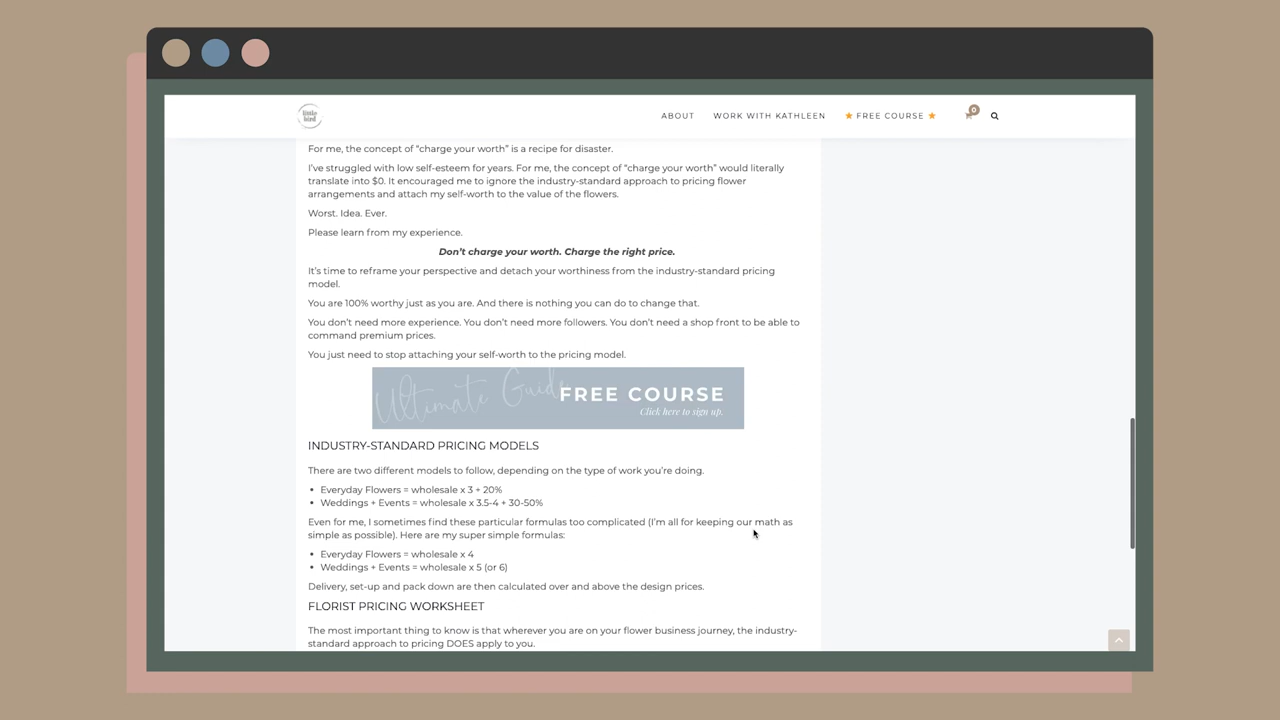 little
bird
ABOUT WORK WITH KATHLEEN ★ FREE COURSE ★ 0
For me, the concept of “charge your worth” is a recipe for disaster.
I’ve struggled with low self-esteem for years. For me, the concept of “charge your worth” would literally
translate into $0. It encouraged me to ignore the industry-standard approach to pricing flower
arrangements and attach my self-worth to the value of the flowers.
Worst. Idea. Ever.
Please learn from my experience.
Don’t charge your worth. Charge the right price.
It’s time to reframe your perspective and detach your worthiness from the industry-standard pricing
model.
You are 100% worthy just as you are. And there is nothing you can do to change that.
You don’t need more experience. You don’t need more followers. You don’t need a shop front to be able to
command premium prices.
You just need to stop attaching your self-worth to the pricing model.
Ultimate Guide FREE COURSE
Click here to sign up.
INDUSTRY-STANDARD PRICING MODELS
There are two different models to follow, depending on the type of work you’re doing.
• Everyday Flowers = wholesale x 3 + 20%
• Weddings + Events = wholesale x 3.5-4 + 30-50%
Even for me, I sometimes find these particular formulas too complicated (I’m all for keeping our math as
simple as possible). Here are my super simple formulas:
• Everyday Flowers = wholesale x 4
• Weddings + Events = wholesale x 5 (or 6)
Delivery, set-up and pack down are then calculated over and above the design prices.
FLORIST PRICING WORKSHEET
The most important thing to know is that wherever you are on your flower business journey, the industry-
standard approach to pricing DOES apply to you.